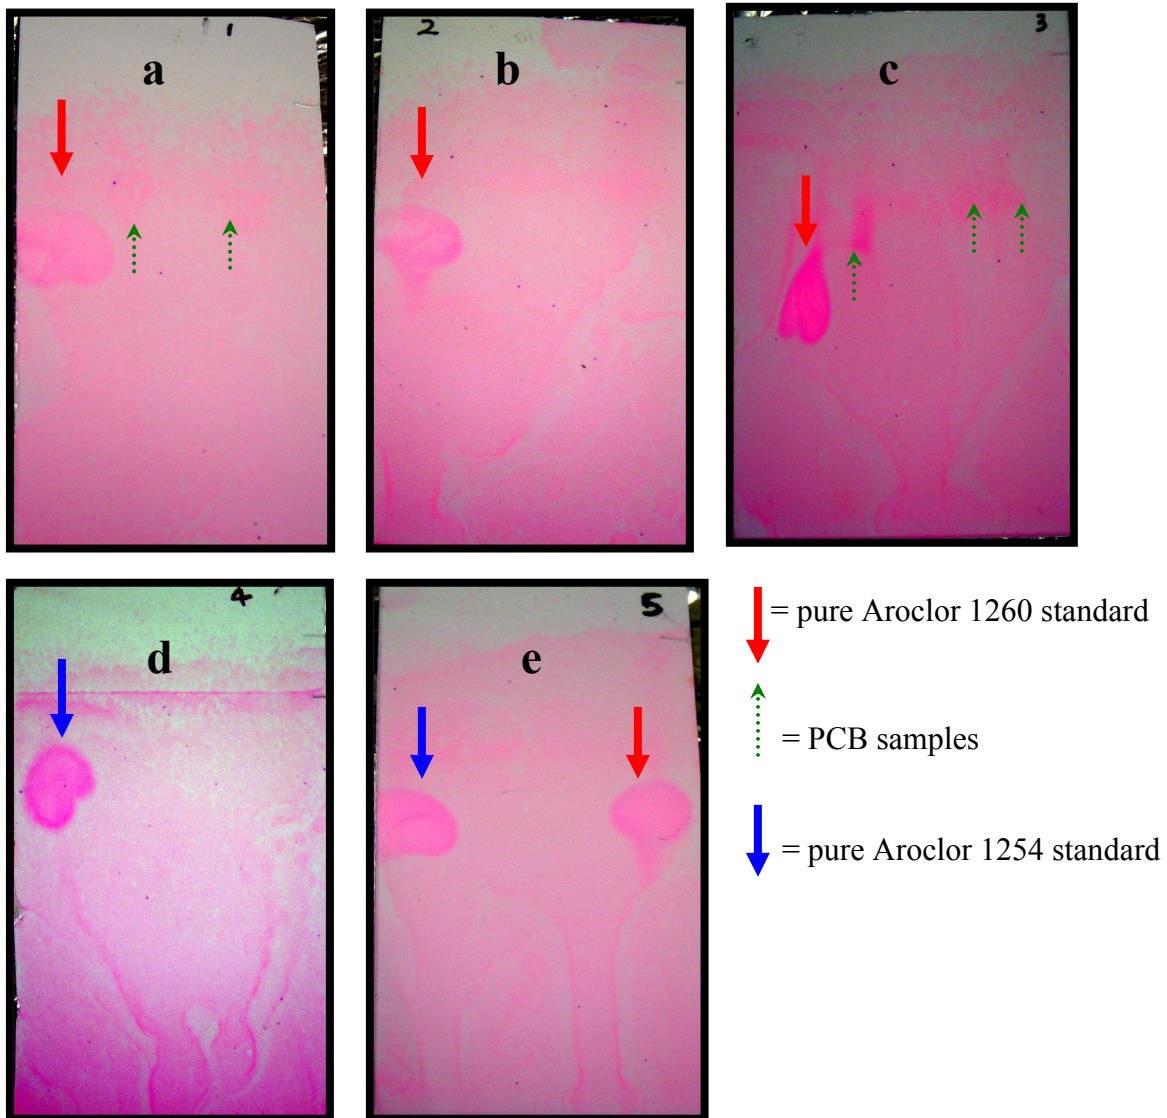 1
a
2
b
3
c
4
d
5
e
= pure Aroclor 1260 standard
= PCB samples
= pure Aroclor 1254 standard